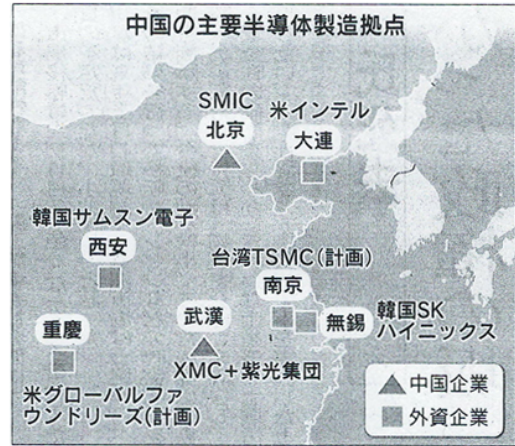 中国の主要半導体製造拠点
SMIC
北京
米インテル
大連
韓国サムスン電子
西安
台湾TSMC(計画)
南京
無錫
韓国SK
ハイニックス
武漢
XMC+紫光集団
重慶
米グローバルファ
ウンドリーズ(計画)
中国企業
外資企業